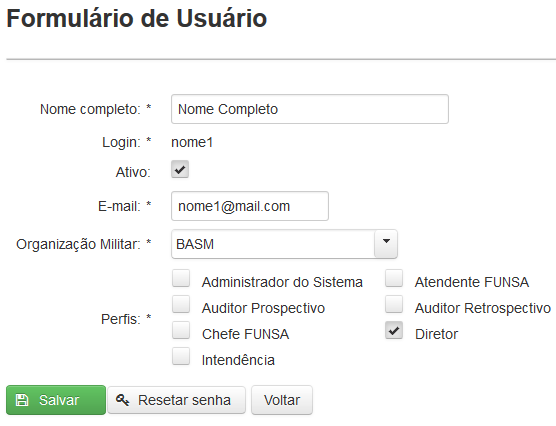 Formulário de Usuário
Nome completo: * Nome Completo
Login: * nome1
Ativo:
E-mail: * nome1@mail.com
Organização Militar: * BASM
Administrador do Sistema Atendente FUNSA
Auditor Prospectivo Auditor Retrospectivo
Perfis: *
Chefe FUNSA Diretor
Intendência
Salvar Resetar senha Voltar